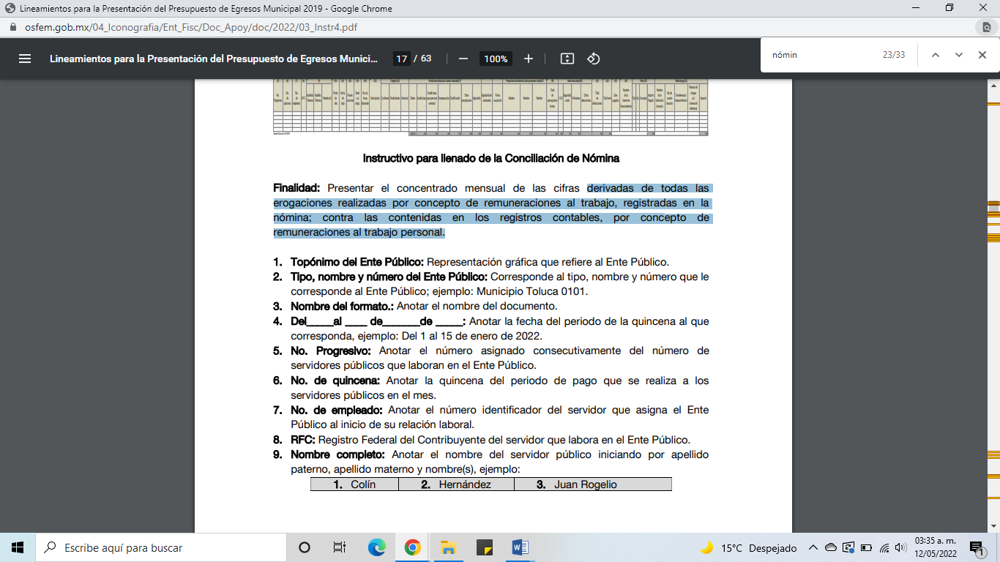 Lineamientos para la Presentación del Presupuesto de Egresos Municipal 2019 - Google Chrome
osfem.gob.mx/04_Iconografia/Ent_Fisc/Doc_Apoy/doc/2022/03_Instr4.pdf
Lineamientos para la Presentación del Presupuesto de Egresos Munici...
17 / 63
100%
nómin
23/33
Instructivo para llenado de la Conciliación de Nómina
Finalidad: Presentar el concentrado mensual de las cifras derivadas de todas las
erogaciones realizadas por concepto de remuneraciones al trabajo, registradas en la
nómina; contra las contenidas en los registros contables, por concepto de
remuneraciones al trabajo personal.
1. Topónimo del Ente Público: Representación gráfica que refiere al Ente Público.
2. Tipo, nombre y número del Ente Público: Corresponde al tipo, nombre y número que le
corresponde al Ente Público; ejemplo: Municipio Toluca 0101.
3. Nombre del formato.: Anotar el nombre del documento.
4. Del_____al ____ de_______de _____: Anotar la fecha del periodo de la quincena al que
corresponda, ejemplo: Del 1 al 15 de enero de 2022.
5. No. Progresivo: Anotar el número asignado consecutivamente del número de
servidores públicos que laboran en el Ente Público.
6. No. de quincena: Anotar la quincena del periodo de pago que se realiza a los
servidores públicos en el mes.
7. No. de empleado: Anotar el número identificador del servidor que asigna el Ente
Público al inicio de su relación laboral.
8. RFC: Registro Federal del Contribuyente del servidor que labora en el Ente Público.
9. Nombre completo: Anotar el nombre del servidor público iniciando por apellido
paterno, apellido materno y nombre(s), ejemplo:
1. Colín 2. Hernández 3. Juan Rogelio
Escribe aquí para buscar
15°C Despejado
03:35 a. m.
12/05/2022
1